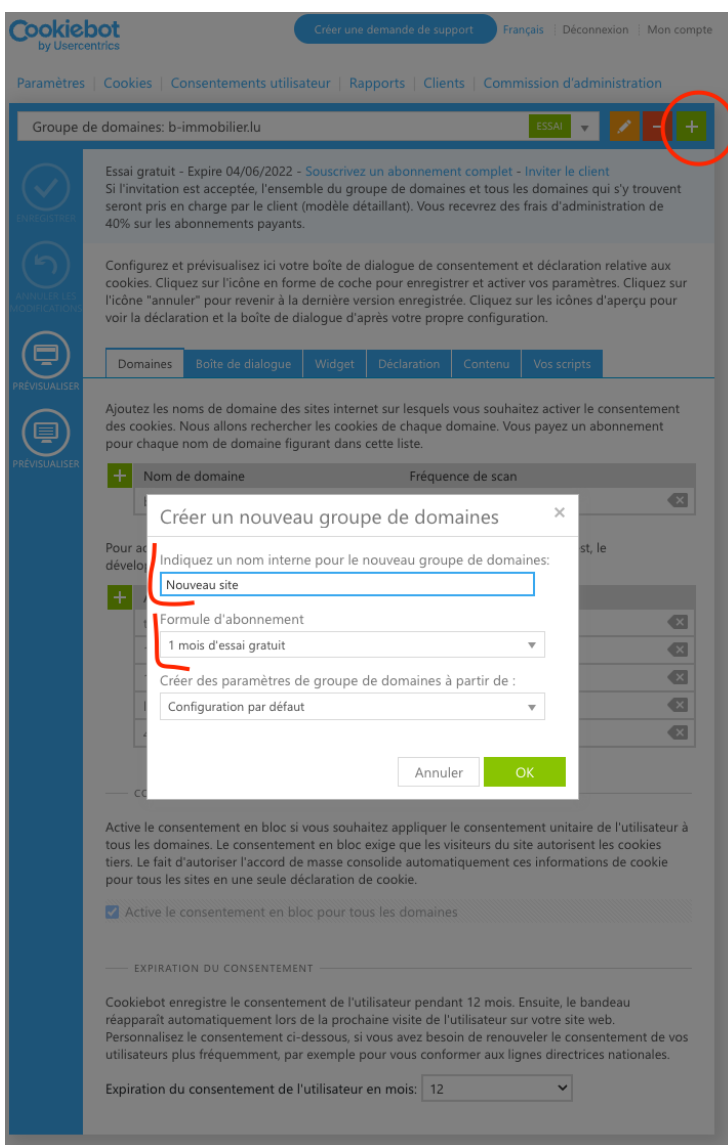 Cookiebot
by Usercentrics
Créer une demande de support
Français | Déconnexion | Mon compte
Paramètres | Cookies | Consentements utilisateur | Rapports | Clients | Commission d'administration
Groupe de domaines: b-immobilier.lu
ESSAI
ENREGISTRER
ANNULER LES
MODIFICATIONS
PRÉVISUALISER
PRÉVISUALISER
Essai gratuit - Expire 04/06/2022 - Souscrivez un abonnement complet - Inviter le client
Si l'invitation est acceptée, l'ensemble du groupe de domaines et tous les domaines qui s'y trouvent
seront pris en charge par le client (modèle détaillant). Vous recevrez des frais d'administration de
40% sur les abonnements payants.
Configurez et prévisualisez ici votre boîte de dialogue de consentement et déclaration relative aux
cookies. Cliquez sur l'icône en forme de coche pour enregistrer et activer vos paramètres. Cliquez sur
l'icône "annuler" pour revenir à la dernière version enregistrée. Cliquez sur les icônes d'aperçu pour
voir la déclaration et la boîte de dialogue d'après votre propre configuration.
Domaines
Boîte de dialogue
Widget
Déclaration
Contenu
Vos scripts
Ajoutez les noms de domaine des sites internet sur lesquels vous souhaitez activer le consentement
des cookies. Nous allons rechercher les cookies de chaque domaine. Vous payez un abonnement
pour chaque nom de domaine figurant dans cette liste.
Nom de domaine
Fréquence de scan
Pour
st, le
Créer un nouveau groupe de domaines
Indiquez un nom interne pour le nouveau groupe de domaines:
Nouveau site
Formule d'abonnement
1 mois d'essai gratuit
Créer des paramètres de groupe de domaines à partir de :
Configuration par défaut
Annuler
OK
Active le consentement en bloc si vous souhaitez appliquer le consentement unitaire de l'utilisateur à
tous les domaines. Le consentement en bloc exige que les visiteurs du site autorisent les cookies
tiers. Le fait d'autoriser l'accord de masse consolide automatiquement ces informations de cookie
pour tous les sites en une seule déclaration de cookie.
Active le consentement en bloc pour tous les domaines
EXPIRATION DU CONSENTEMENT
Cookiebot enregistre le consentement de l'utilisateur pendant 12 mois. Ensuite, le bandeau
réapparaît automatiquement lors de la prochaine visite de l'utilisateur sur votre site web.
Personnalisez le consentement ci-dessous, si vous avez besoin de renouveler le consentement de vos
utilisateurs plus fréquemment, par exemple pour vous conformer aux lignes directrices nationales.
Expiration du consentement de l'utilisateur en mois: 12